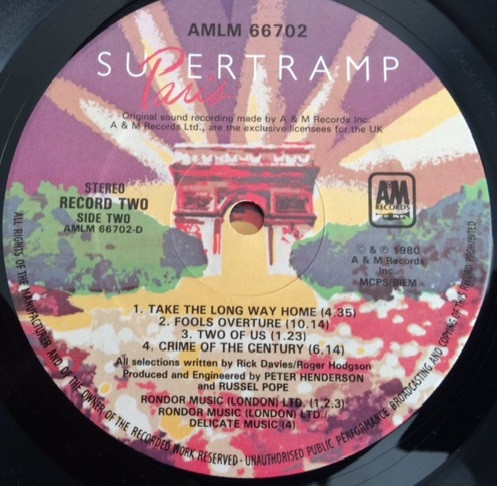 AMLM 66702
SUPERTRAMP
Paris
Original sound recording made by A & M Records Inc.
A & M Records Ltd., are the exclusive licensees for the UK
STEREO
RECORD TWO
SIDE TWO
AMLM 66702-D
A&M
RECORDS
© & ℗ 1980
A & M Records
Inc.
MCPS/BIEM
1. TAKE THE LONG WAY HOME (4.35)
2. FOOLS OVERTURE (10.14)
3. TWO OF US (1.23)
4. CRIME OF THE CENTURY (6.14)
All selections written by Rick Davies/Roger Hodgson
Produced and Engineered by PETER HENDERSON
and RUSSEL POPE
RONDOR MUSIC (LONDON) LTD. (1,2,3)
RONDOR MUSIC (LONDON) LTD./
DELICATE MUSIC (4)
ALL RIGHTS OF THE MANUFACTURER AND OF THE OWNER OF THE RECORDED WORK RESERVED · UNAUTHORISED PUBLIC PERFORMANCE BROADCASTING AND COPYING OF THIS RECORD PROHIBITED